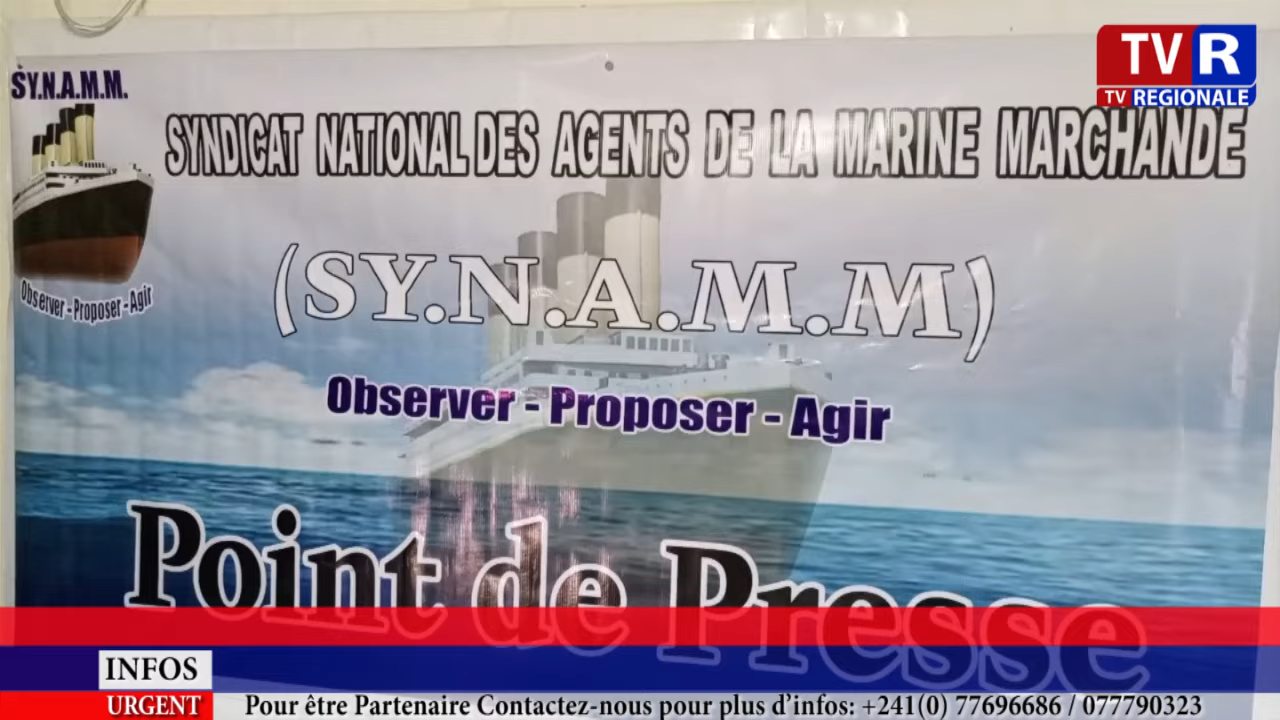 TVR
TV REGIONALE
SY.N.A.M.M.
SYNDICAT NATIONAL DES AGENTS DE LA MARINE MARCHANDE
(SY.N.A.M.M)
Observer - Proposer - Agir
Observer - Proposer - Agir
Point de Presse
INFOS
URGENT
Pour être Partenaire Contactez-nous pour plus d'infos: +241(0) 77696686 / 077790323